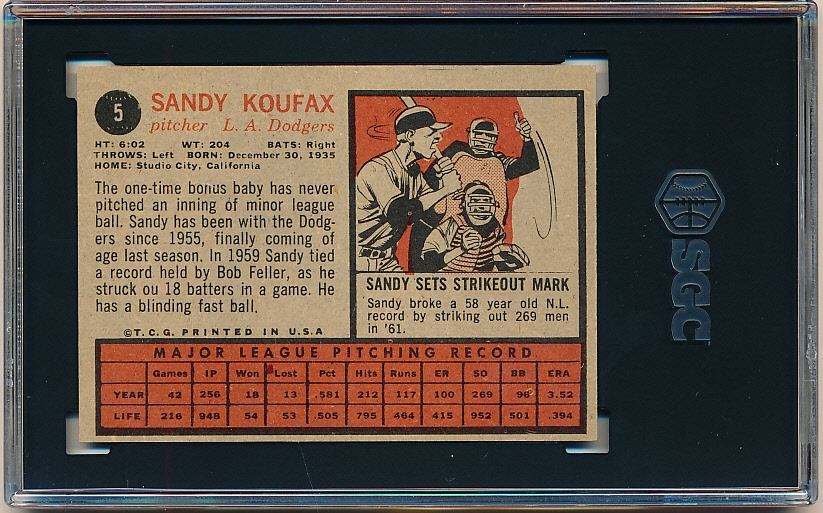 5
SANDY KOUFAX
pitcher L. A. Dodgers
HT: 6:02 WT: 204 BATS: Right
THROWS: Left BORN: December 30, 1935
HOME: Studio City, California
The one-time bonus baby has never
pitched an inning of minor league
ball. Sandy has been with the Dodg-
ers since 1955, finally coming of
age last season. In 1959 Sandy tied
a record held by Bob Feller, as he
struck ou 18 batters in a game. He
has a blinding fast ball.
©T.C.G. PRINTED IN U.S.A
SANDY SETS STRIKEOUT MARK
Sandy broke a 58 year old N.L.
record by striking out 269 men
in '61.
MAJOR LEAGUE PITCHING RECORD
Games IP Won Lost Pct Hits Runs ER SO BB ERA
YEAR 42 256 18 13 .581 212 117 100 269 96 3.52
LIFE 216 948 54 53 .505 795 464 415 952 501 .394
SGC